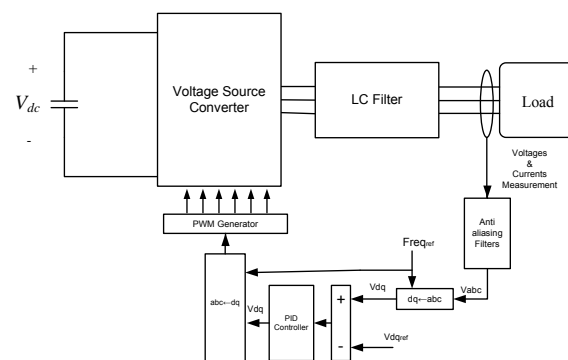 +
Vdc
-
Voltage Source
Converter
LC Filter
Load
Voltages
&
Currents
Measurement
PWM Generator
Anti
aliasing
Filters
Freqref
abc←dq
Vdq
PID
Controller
+
-
Vdq
dq←abc
Vabc
Vdqref